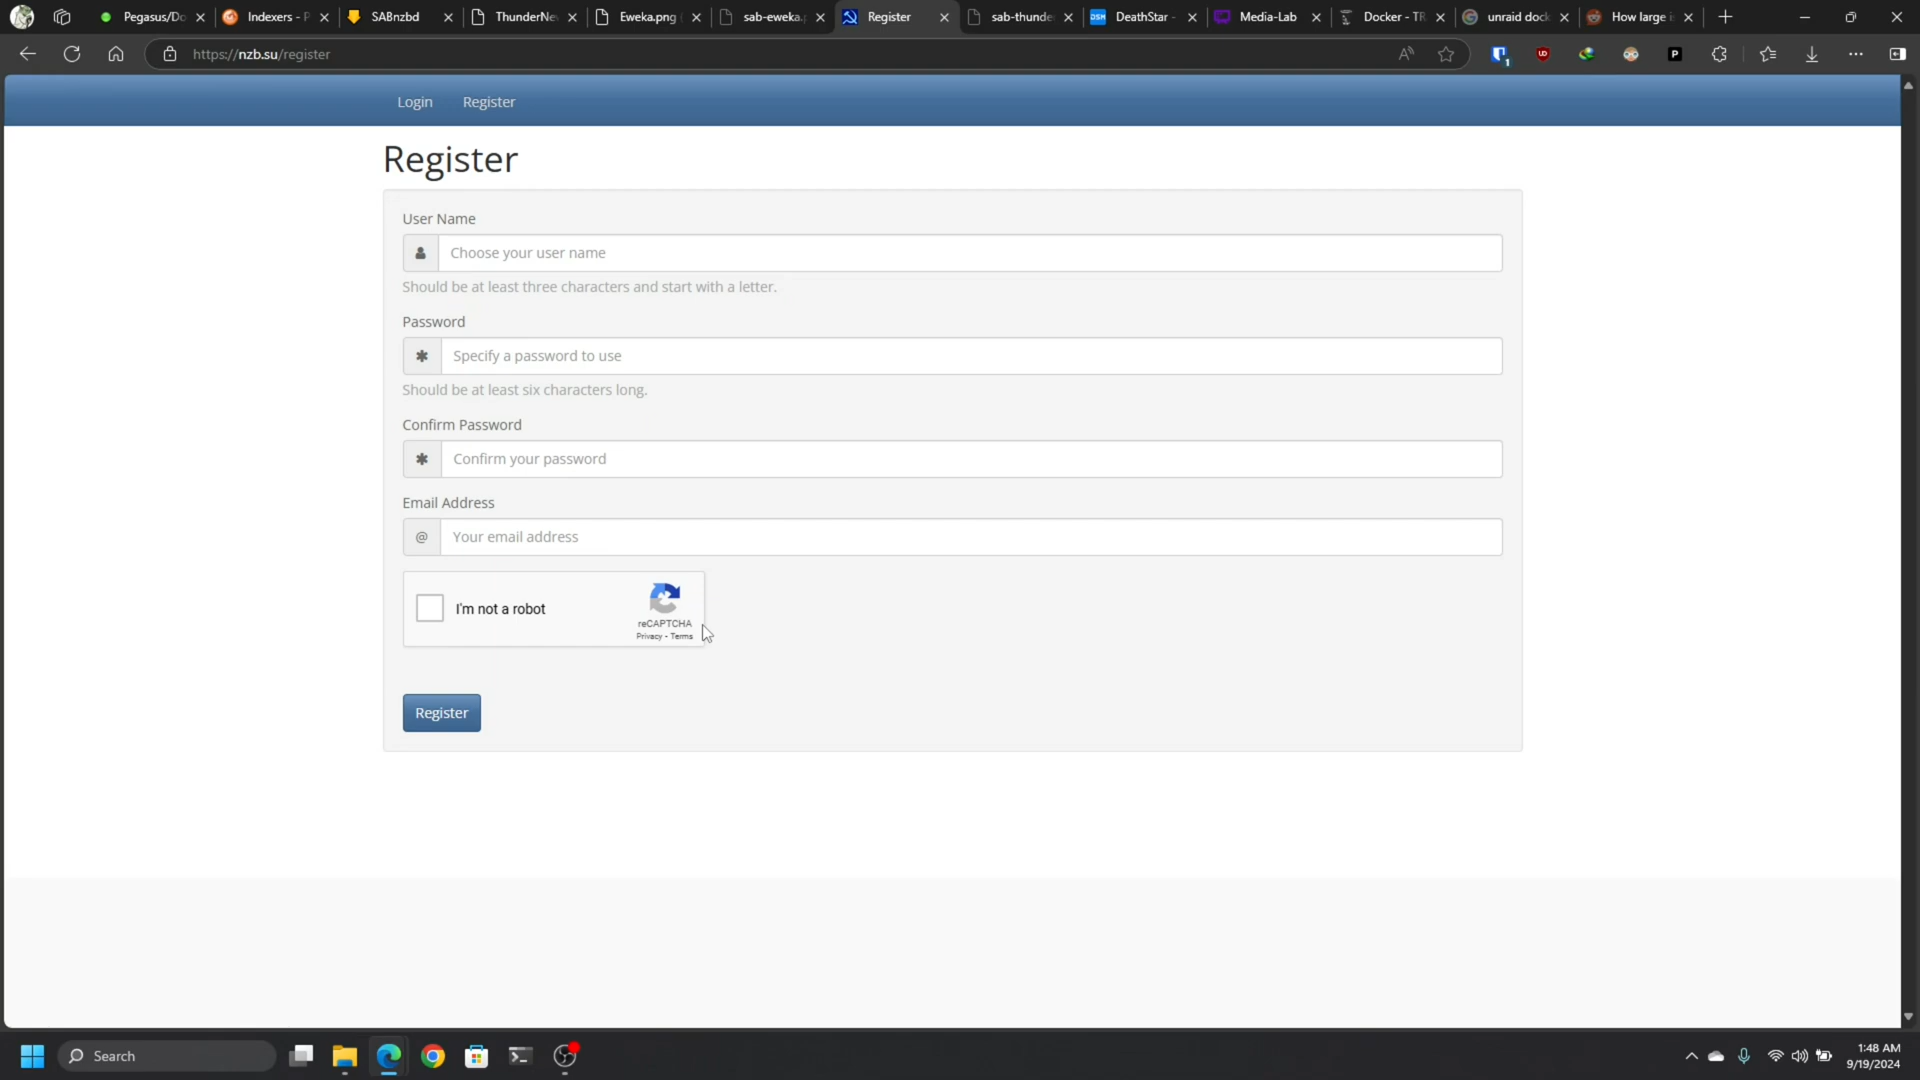 Pegasus/Do
Indexers - P
SABnzbd
ThunderNe
Eweka.png
sab-eweka.
Register
sab-thunde
DSM
DeathStar -
Media-Lab
Docker - TR
unraid dock
How large i
https://nzb.su/register
Login
Register
Register
User Name
Choose your user name
Should be at least three characters and start with a letter.
Password
Specify a password to use
Should be at least six characters long.
Confirm Password
Confirm your password
Email Address
@
Your email address
I'm not a robot
reCAPTCHA
Privacy - Terms
Register
Search
1:48 AM
9/19/2024